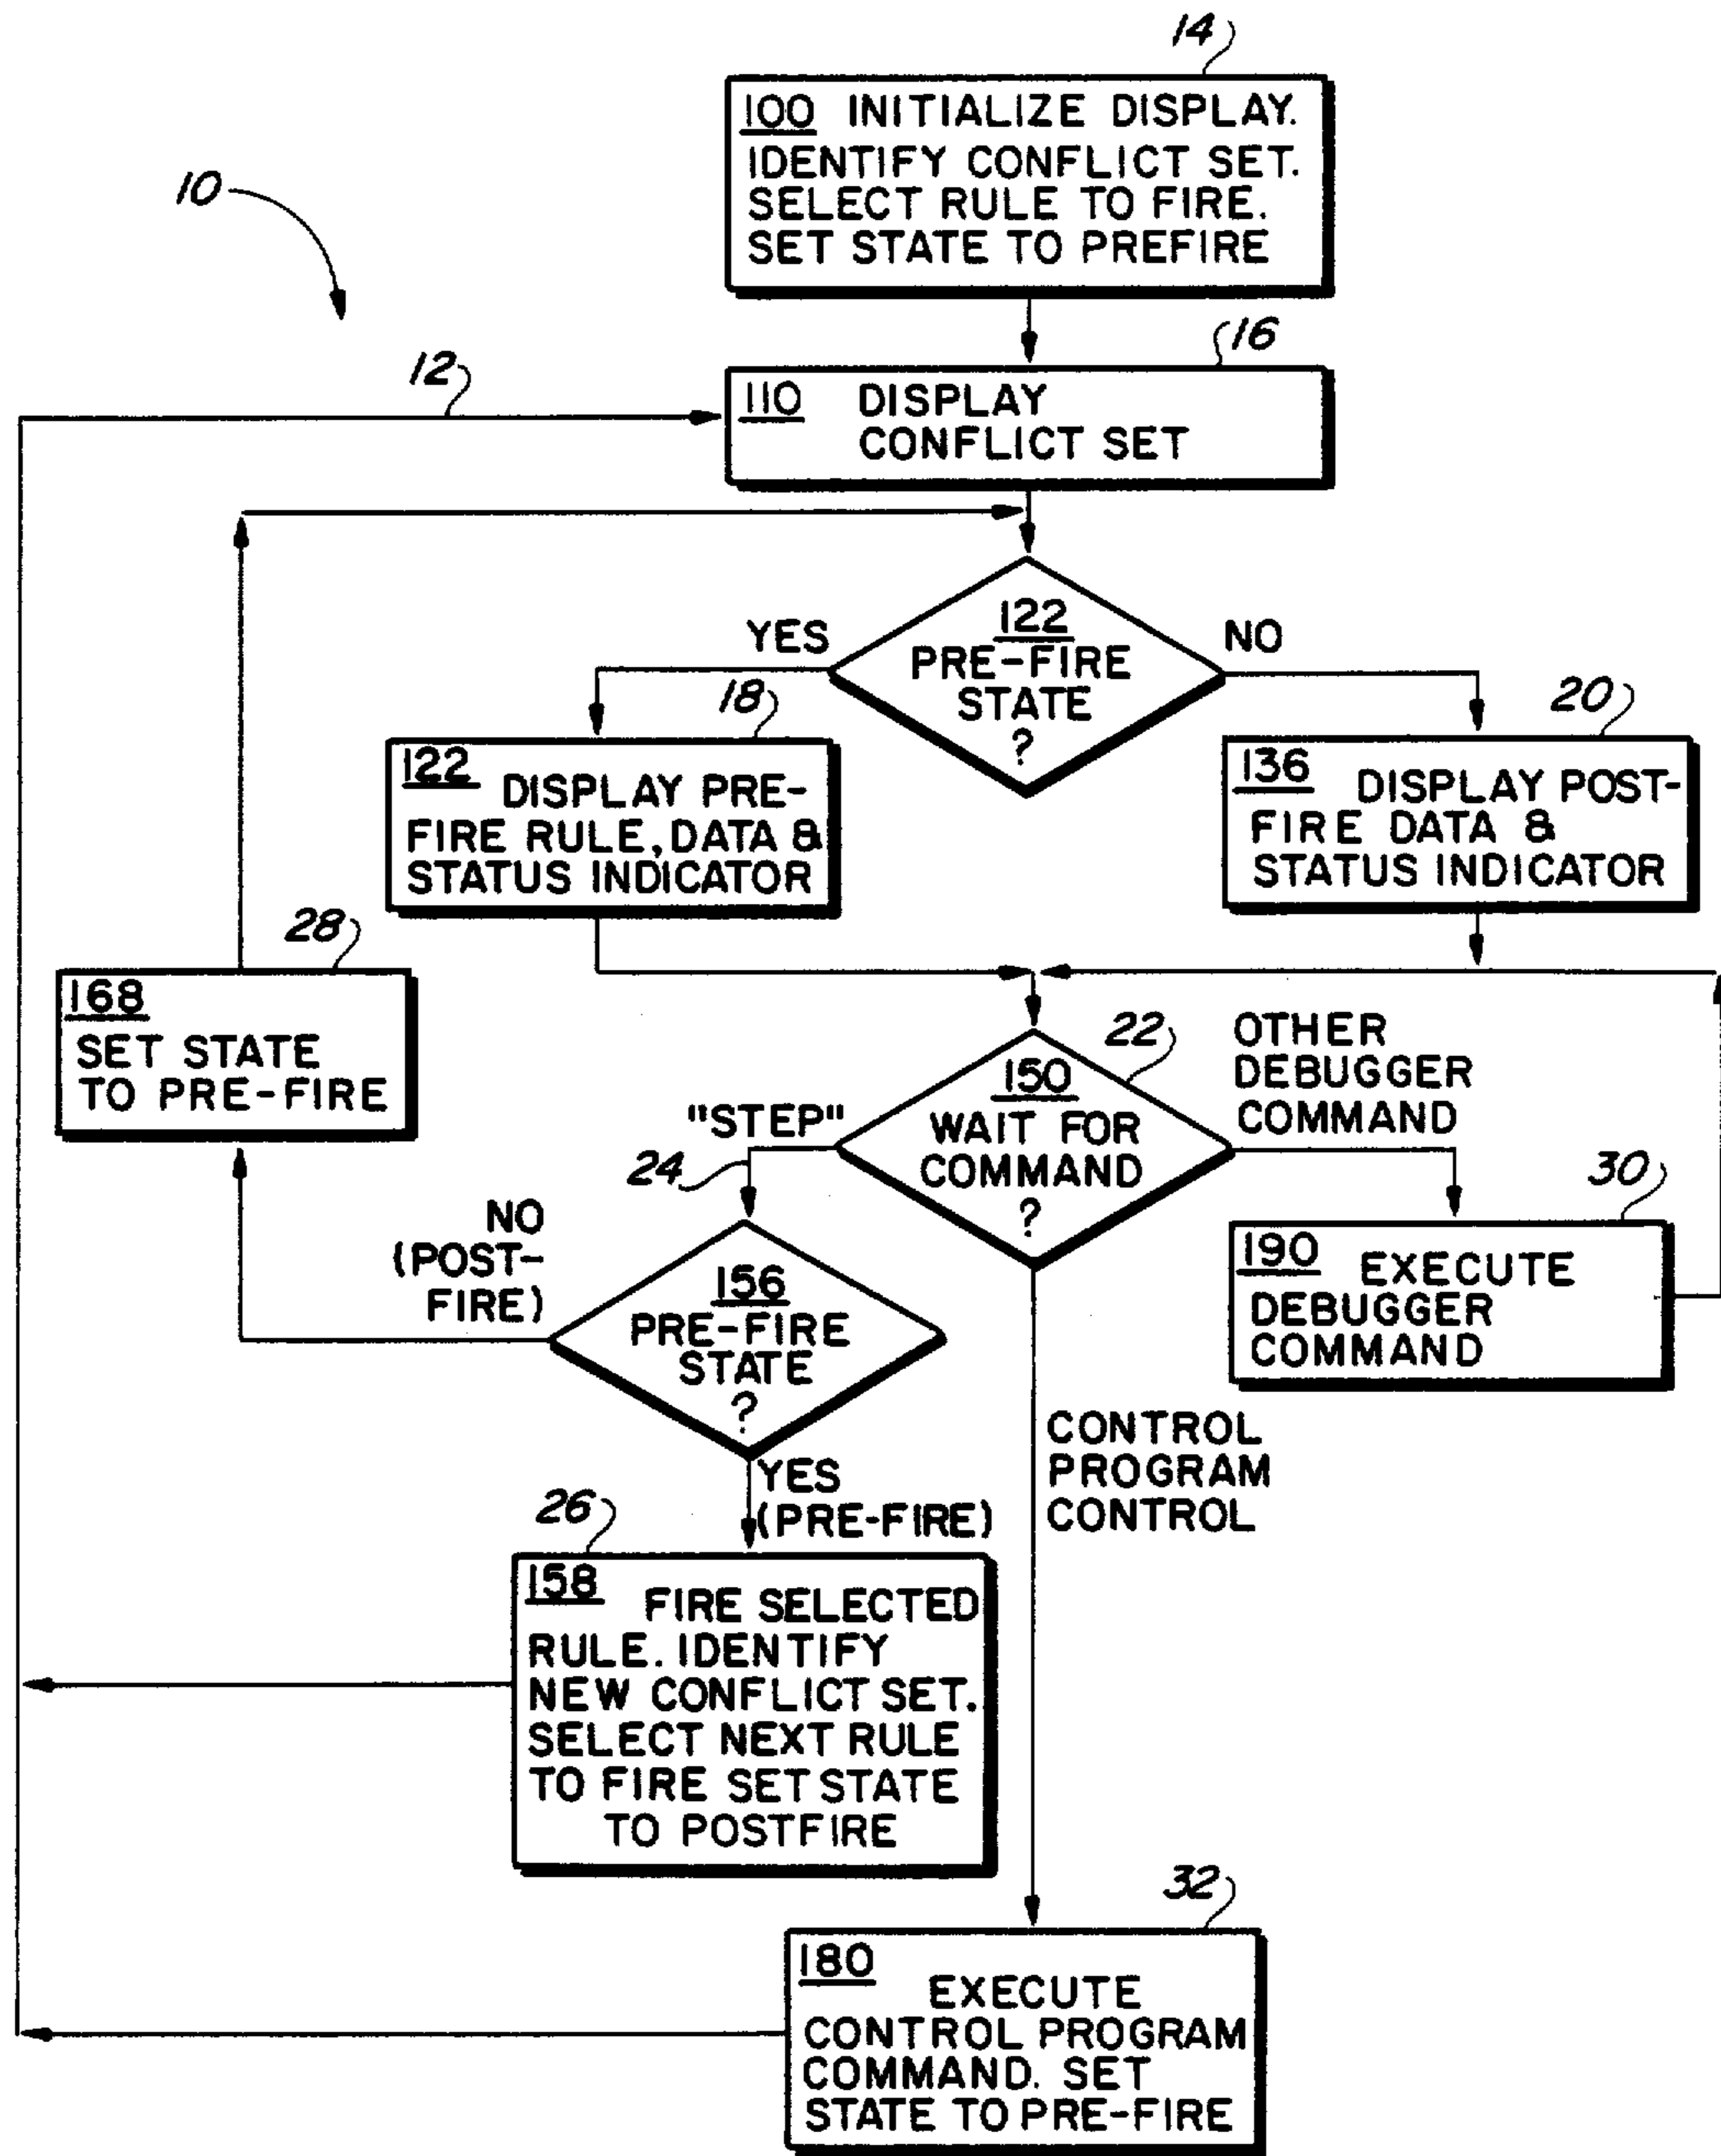 14
100 INITIALIZE DISPLAY.
IDENTIFY CONFLICT SET.
SELECT RULE TO FIRE.
SET STATE TO PREFIRE
10
12
16
110 DISPLAY
CONFLICT SET
YES
122
PRE-FIRE
STATE
?
NO
18
122 DISPLAY PRE-
FIRE RULE, DATA &
STATUS INDICATOR
20
136 DISPLAY POST-
FIRE DATA &
STATUS INDICATOR
28
168
SET STATE
TO PRE-FIRE
22
150
WAIT FOR
COMMAND
?
OTHER
DEBUGGER
COMMAND
"STEP"
24
30
190 EXECUTE
DEBUGGER
COMMAND
NO
(POST-
FIRE)
156
PRE-FIRE
STATE
?
YES
(PRE-FIRE)
CONTROL
PROGRAM
CONTROL
26
158 FIRE SELECTED
RULE. IDENTIFY
NEW CONFLICT SET.
SELECT NEXT RULE
TO FIRE SET STATE
TO POSTFIRE
32
180
EXECUTE
CONTROL PROGRAM
COMMAND. SET
STATE TO PRE-FIRE